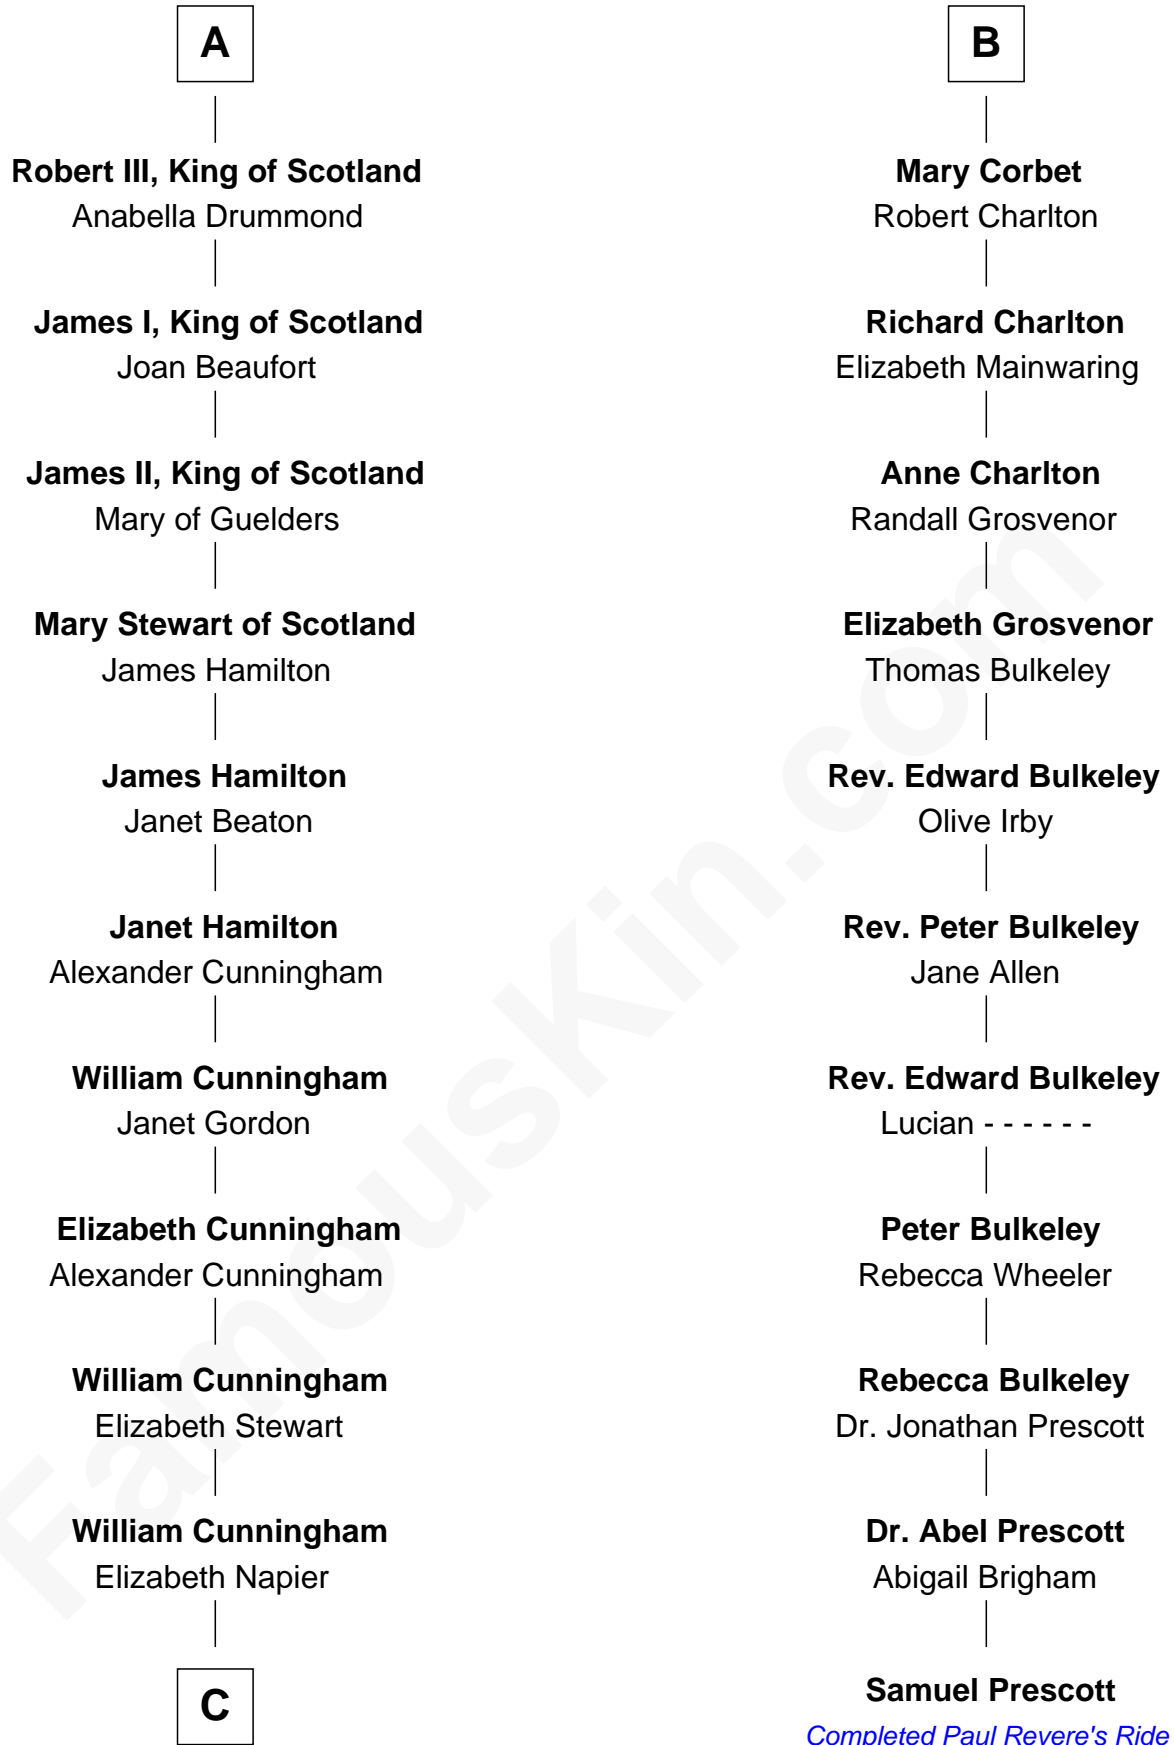 A
Robert III, King of Scotland
Anabella Drummond
James I, King of Scotland
Joan Beaufort
James II, King of Scotland
Mary of Guelders
Mary Stewart of Scotland
James Hamilton
James Hamilton
Janet Beaton
Janet Hamilton
Alexander Cunningham
William Cunningham
Janet Gordon
Elizabeth Cunningham
Alexander Cunningham
William Cunningham
Elizabeth Stewart
William Cunningham
Elizabeth Napier
C
B
Mary Corbet
Robert Charlton
Richard Charlton
Elizabeth Mainwaring
Anne Charlton
Randall Grosvenor
Elizabeth Grosvenor
Thomas Bulkeley
Rev. Edward Bulkeley
Olive Irby
Rev. Peter Bulkeley
Jane Allen
Rev. Edward Bulkeley
Lucian - - - - - -
Peter Bulkeley
Rebecca Wheeler
Rebecca Bulkeley
Dr. Jonathan Prescott
Dr. Abel Prescott
Abigail Brigham
Samuel Prescott
Completed Paul Revere's Ride
FamousKin.com